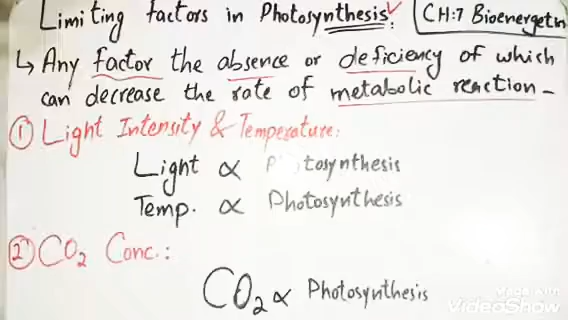 Limiting factors in Photosynthesis: CH:7 Bioenergetin
↳ Any factor the absence or deficiency of which
can decrease the rate of metabolic reaction -
① Light Intensity & Temperature:
Light ∝ Photosynthesis
Temp. ∝ Photosynthesis
② CO₂ Conc.:
CO₂ ∝ Photosynthesis
Made with
VideoShow